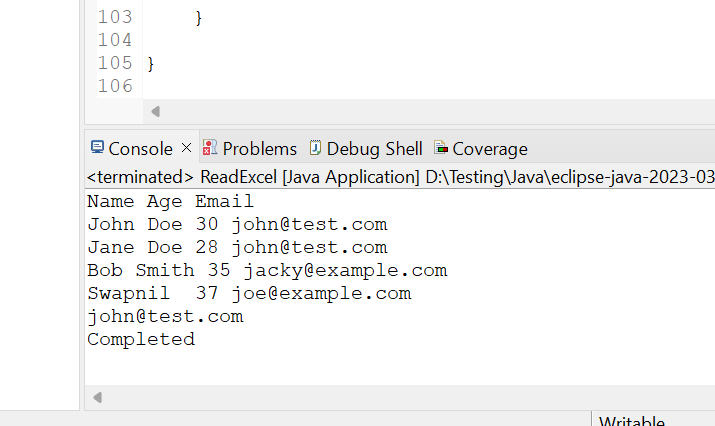 103 }
104
105 }
106
Console Problems Debug Shell Coverage
<terminated> ReadExcel [Java Application] D:\Testing\Java\eclipse-java-2023-03
Name Age Email
John Doe 30 john@test.com
Jane Doe 28 john@test.com
Bob Smith 35 jacky@example.com
Swapnil  37 joe@example.com
john@test.com
Completed
Writable